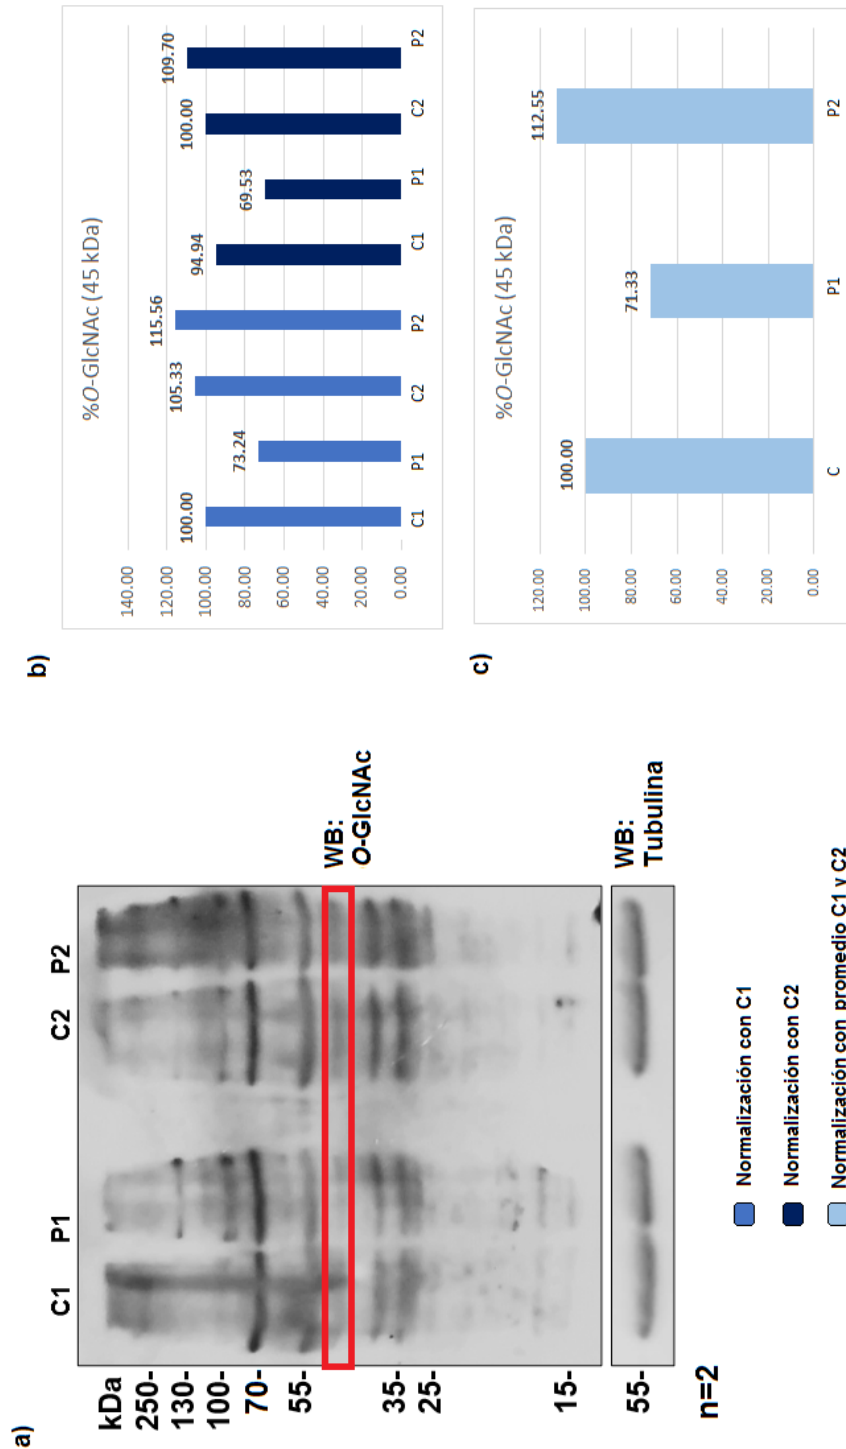 a)
C1 P1 C2 P2
kDa
250-
130-
100-
70-
55-
35-
25-
15-
WB:
O-GlcNAc
55-
WB:
Tubulina
n=2
Normalización con C1
Normalización con C2
Normalización con promedio C1 y C2
b)
%O-GlcNAc (45 kDa)
140.00
120.00
100.00
80.00
60.00
40.00
20.00
0.00
100.00 73.24 105.33 115.56 94.94 69.53 100.00 109.70
C1 P1 C2 P2 C1 P1 C2 P2
c)
%O-GlcNAc (45 kDa)
120.00
100.00
80.00
60.00
40.00
20.00
0.00
100.00 71.33 112.55
C P1 P2